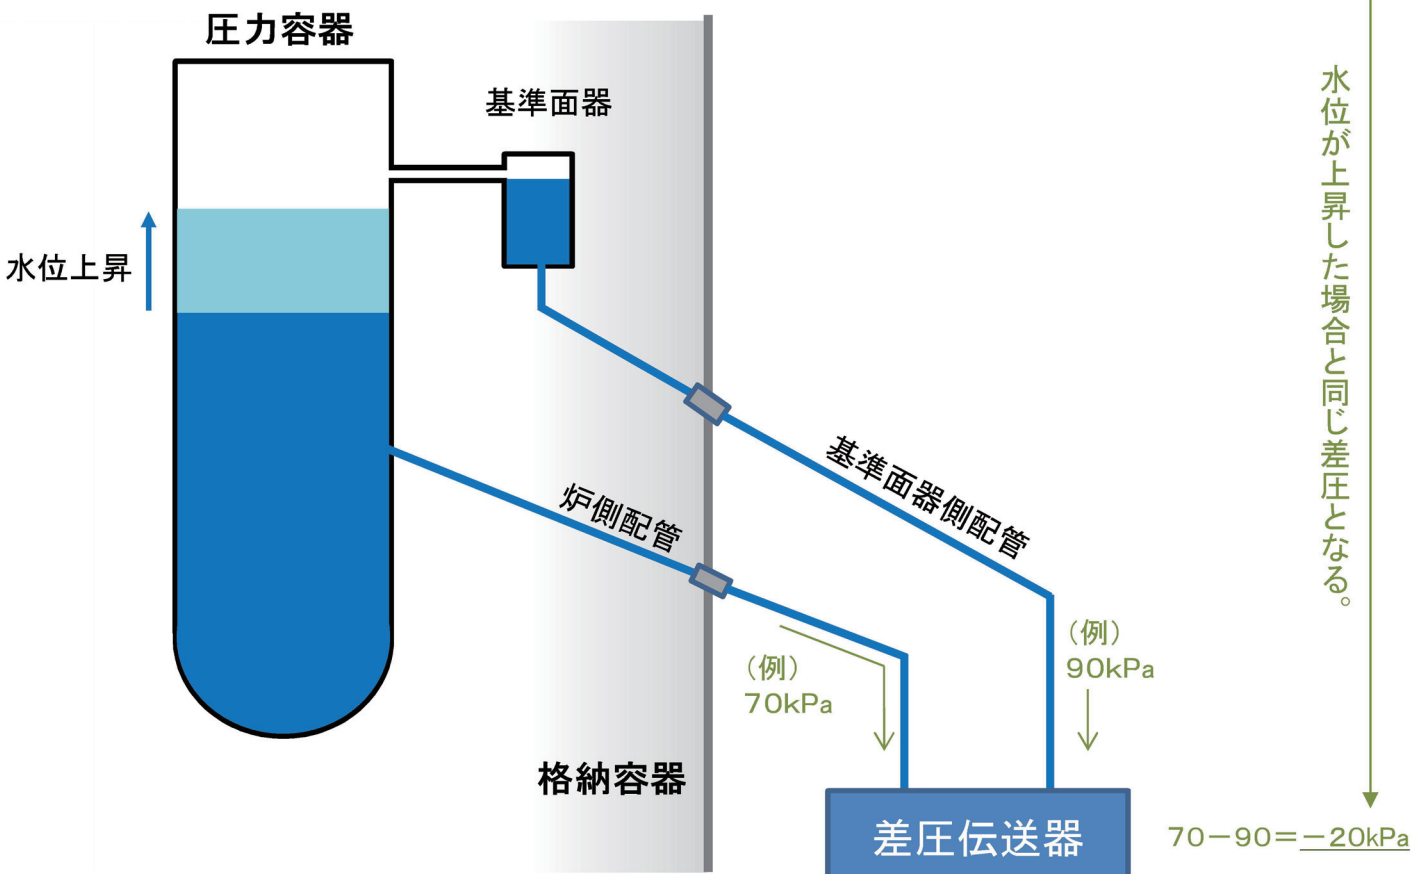 圧力容器
基準面器
水位上昇
炉側配管
基準面器側配管
(例)
70kPa
(例)
90kPa
格納容器
差圧伝送器
70−90=−20kPa
水位が上昇した場合と同じ差圧となる。